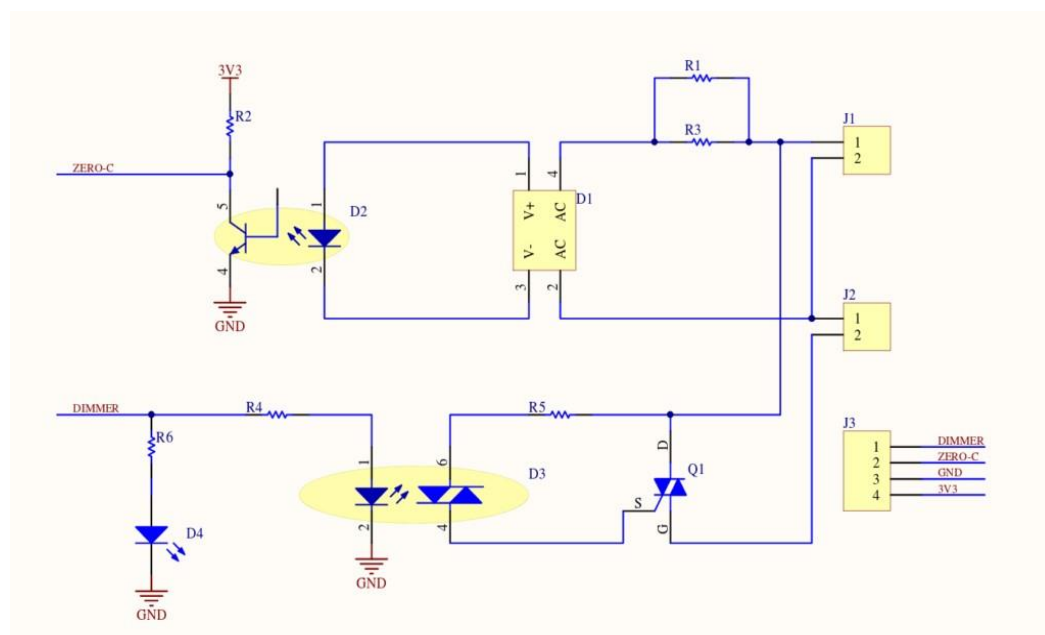 R1
3V3
R2
R3
J1
1
2
ZERO-C
5
4
GND
1
2
D2
1
3
V+
V-
4
2
AC
AC
D1
J2
1
2
DIMMER
R4
R5
R6
D4
GND
1
2
GND
6
4
D3
D
S
G
Q1
J3
1 DIMMER
2 ZERO-C
3 GND
4 3V3